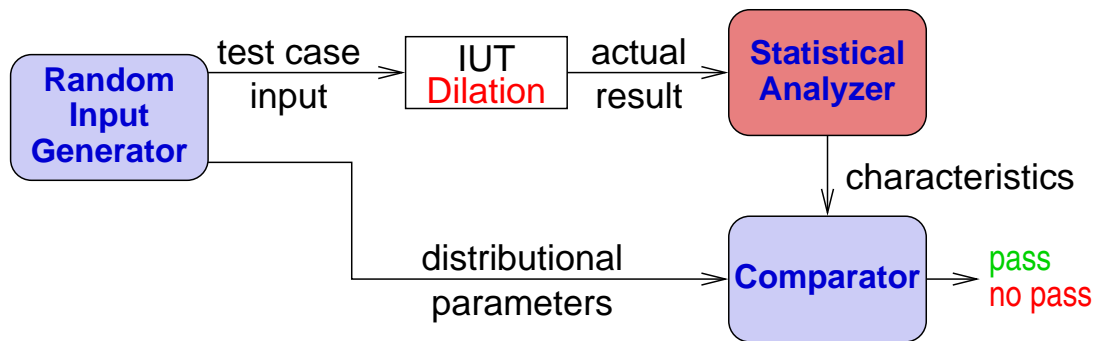 Random
Input
Generator
test case
input
IUT
Dilation
actual
result
Statistical
Analyzer
characteristics
distributional
parameters
Comparator
pass
no pass